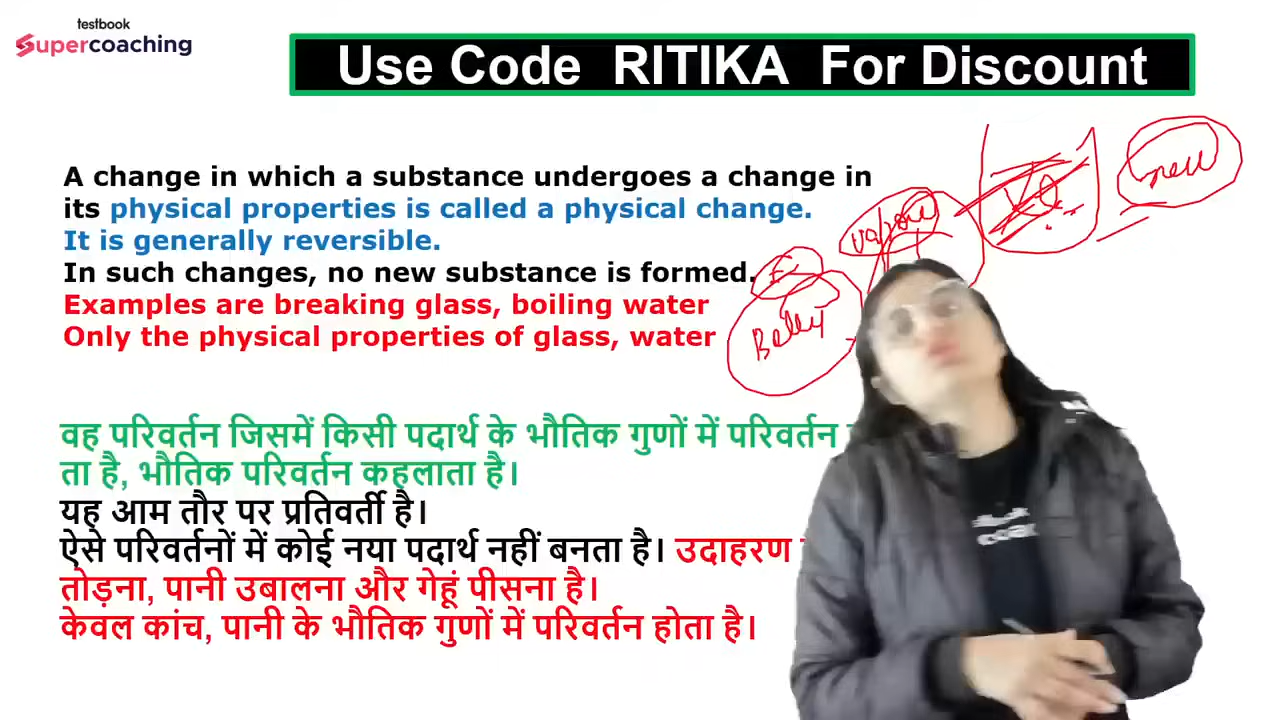 testbook
Supercoaching
Use Code RITIKA For Discount
A change in which a substance undergoes a change in
its physical properties is called a physical change.
It is generally reversible.
In such changes, no new substance is formed.
Examples are breaking glass, boiling water
Only the physical properties of glass, water
new
vapour
वह परिवर्तन जिसमें किसी पदार्थ के भौतिक गुणों में परिवर्तन
ता है, भौतिक परिवर्तन कहलाता है।
यह आम तौर पर प्रतिवर्ती है।
ऐसे परिवर्तनों में कोई नया पदार्थ नहीं बनता है। उदाहरण
तोड़ना, पानी उबालना और गेहूं पीसना है।
केवल कांच, पानी के भौतिक गुणों में परिवर्तन होता है।